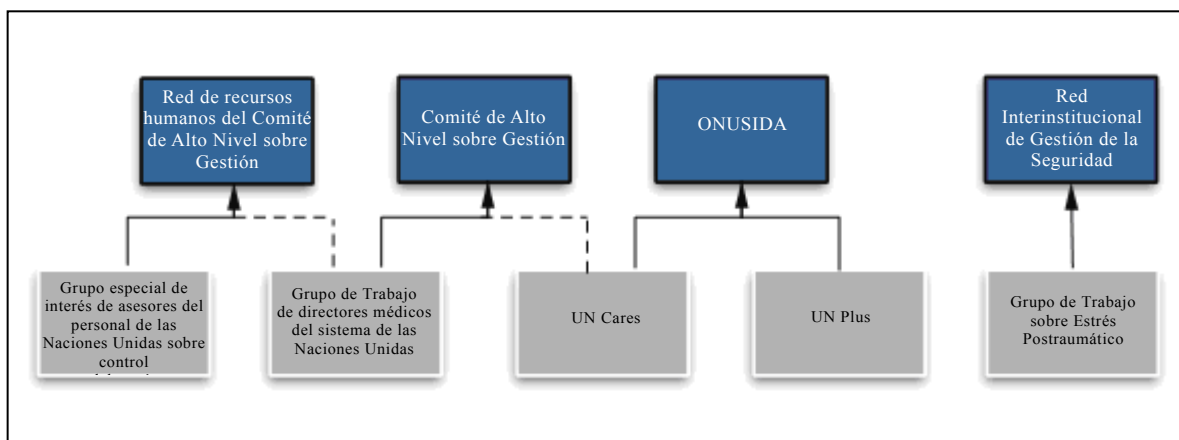 Red de recursos
humanos del Comité
de Alto Nivel sobre
Gestión
Comité de Alto
Nivel sobre Gestión
ONUSIDA
Red
Interinstitucional
de Gestión de la
Seguridad
Grupo especial de
interés de asesores del
personal de las
Naciones Unidas sobre
control
Grupo de Trabajo
de directores médicos
del sistema de las
Naciones Unidas
UN Cares
UN Plus
Grupo de Trabajo
sobre Estrés
Postraumático